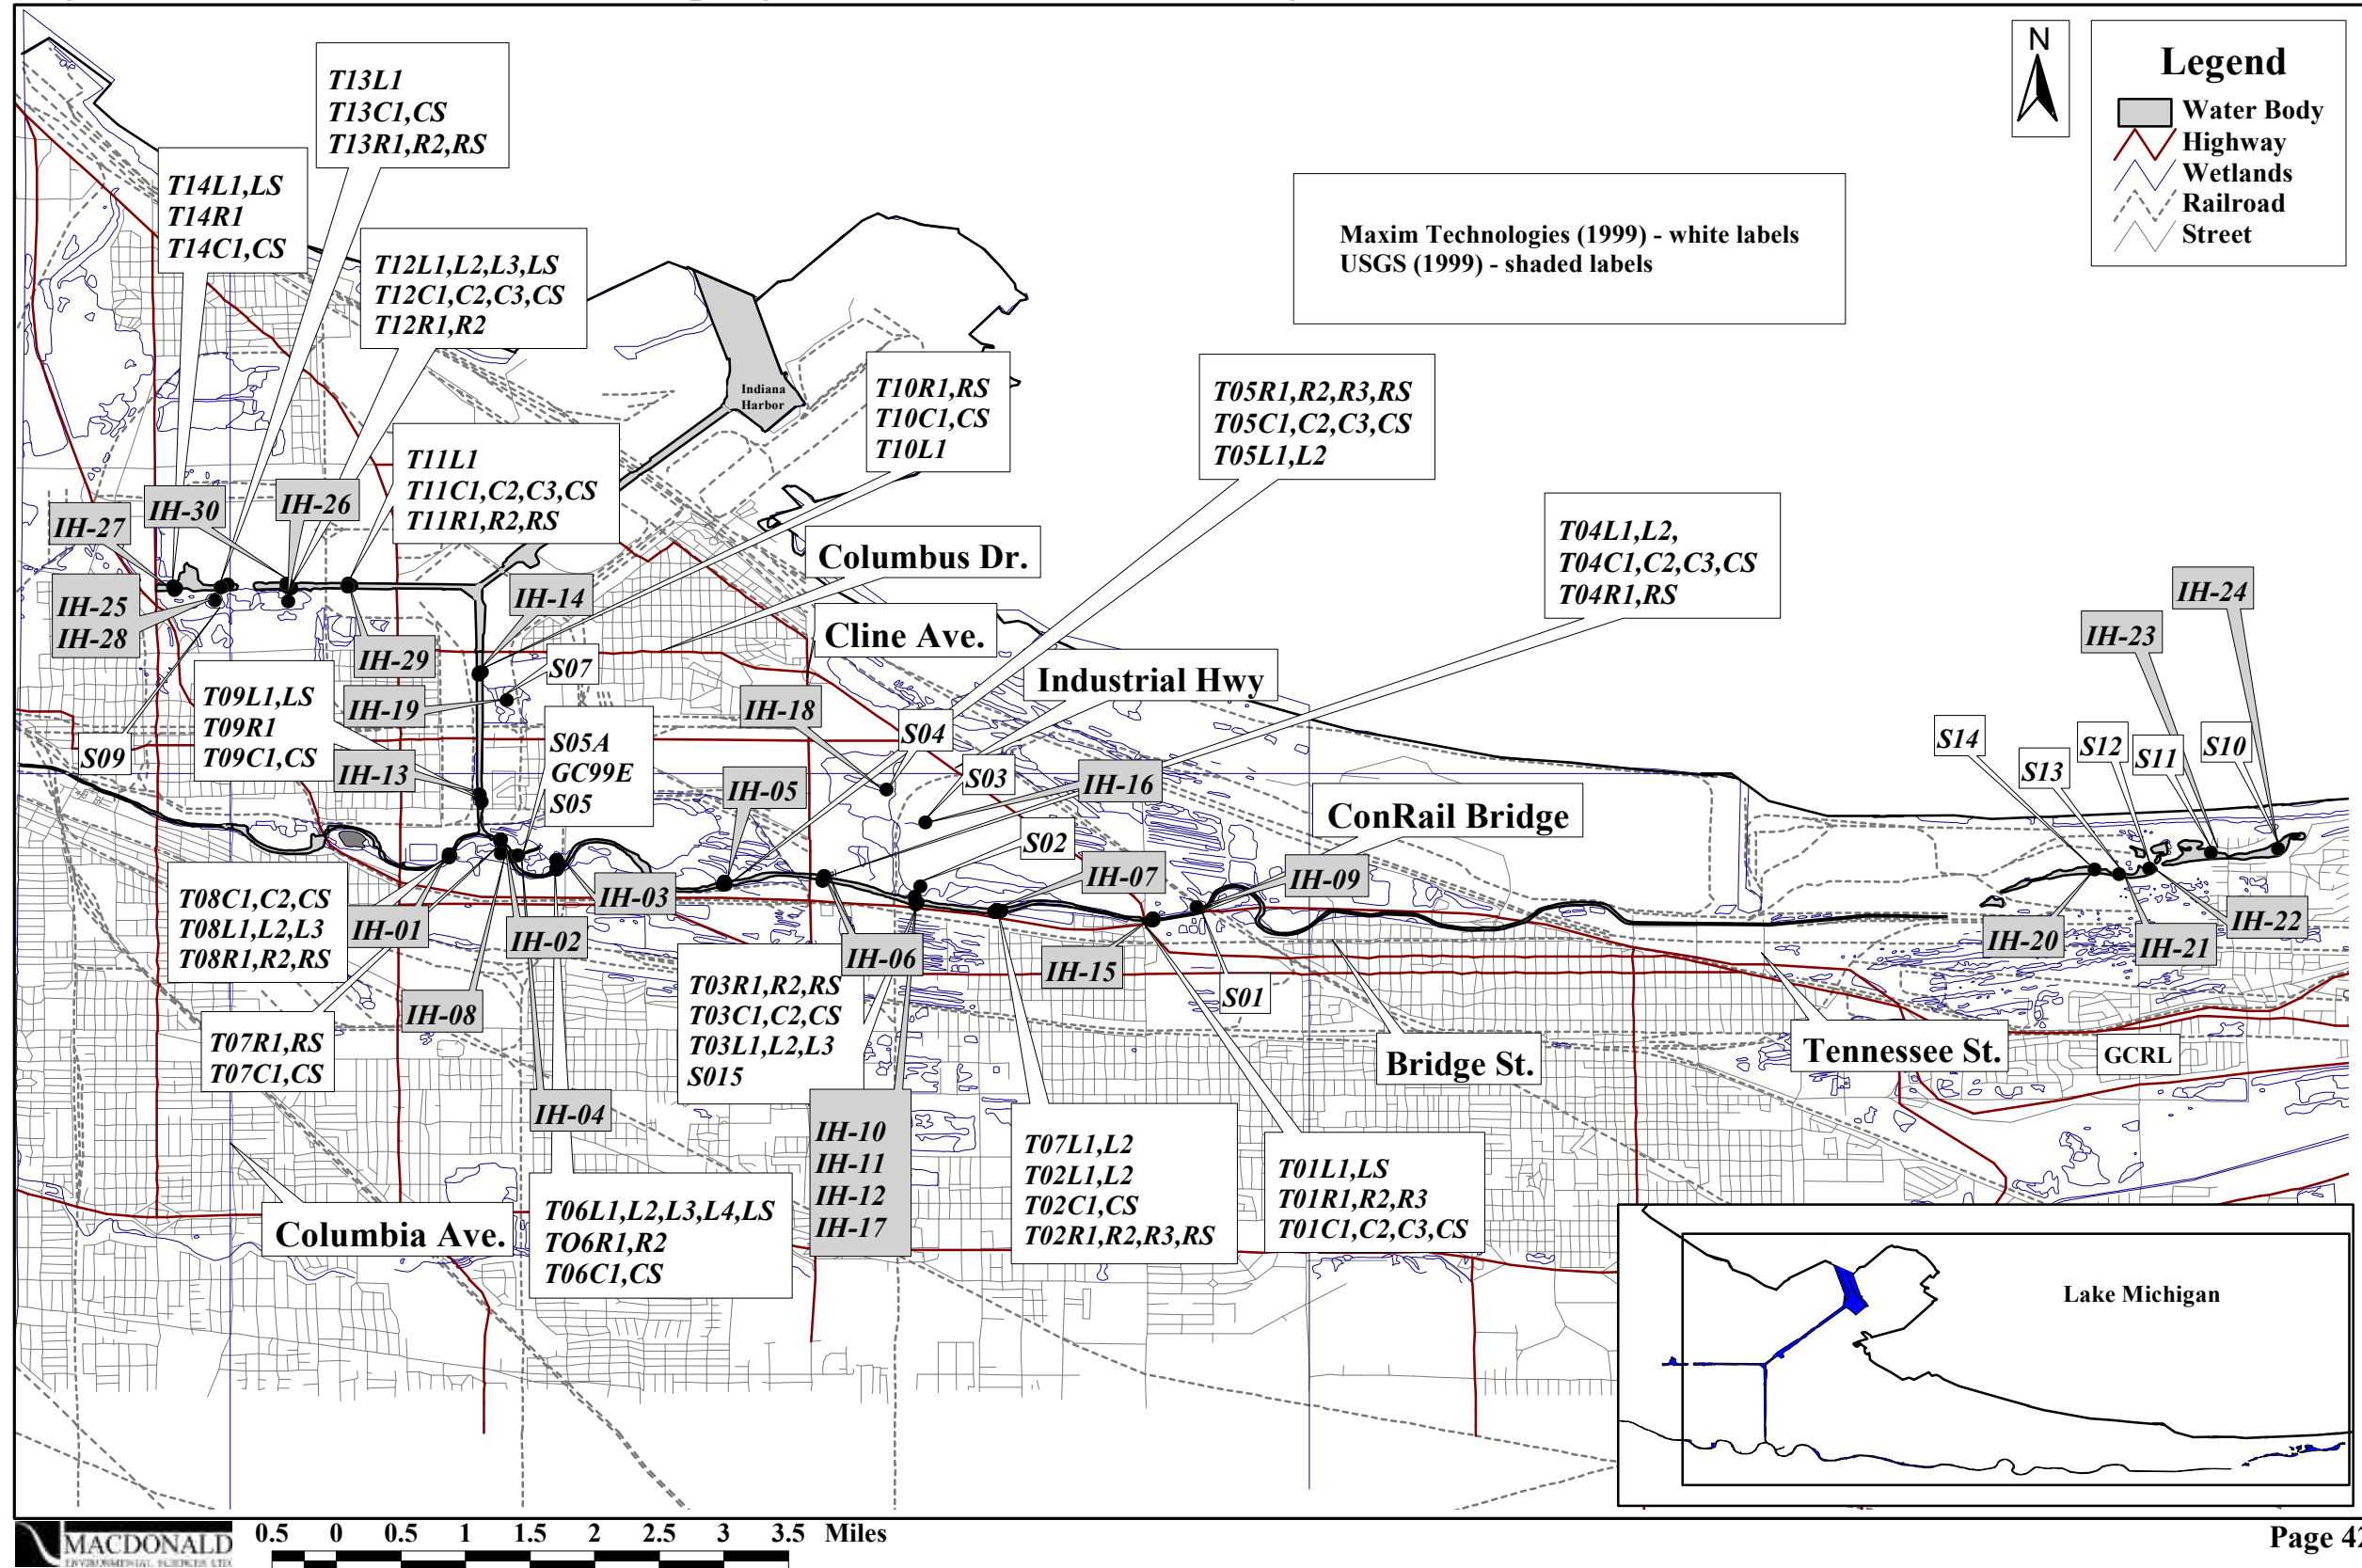 N
Legend
Water Body
Highway
Wetlands
Railroad
Street
Maxim Technologies (1999) - white labels
USGS (1999) - shaded labels
T13L1
T13C1,CS
T13R1,R2,RS
T14L1,LS
T14R1
T14C1,CS
T12L1,L2,L3,LS
T12C1,C2,C3,CS
T12R1,R2
Indiana
Harbor
T10R1,RS
T10C1,CS
T10L1
T05R1,R2,R3,RS
T05C1,C2,C3,CS
T05L1,L2
T11L1
T11C1,C2,C3,CS
T11R1,R2,RS
T04L1,L2,
T04C1,C2,C3,CS
T04R1,RS
IH-27
IH-30
IH-26
Columbus Dr.
IH-25
IH-28
IH-14
IH-29
Cline Ave.
IH-24
IH-23
S07
Industrial Hwy
T09L1,LS
T09R1
T09C1,CS
IH-19
IH-18
S04
S09
IH-13
S05A
GC99E
S05
IH-05
S03
IH-16
S14
S13
S12
S11
S10
ConRail Bridge
S02
IH-07
IH-09
IH-03
T08C1,C2,CS
T08L1,L2,L3
T08R1,R2,RS
IH-01
IH-02
IH-06
IH-15
S01
IH-20
IH-21
IH-22
IH-08
T03R1,R2,RS
T03C1,C2,CS
T03L1,L2,L3
S015
T07R1,RS
T07C1,CS
Bridge St.
Tennessee St.
GCRL
IH-04
IH-10
IH-11
IH-12
IH-17
T07L1,L2
T02L1,L2
T02C1,CS
T02R1,R2,R3,RS
T01L1,LS
T01R1,R2,R3
T01C1,C2,C3,CS
Columbia Ave.
T06L1,L2,L3,L4,LS
TO6R1,R2
T06C1,CS
Lake Michigan
MACDONALD
ENVIRONMENTAL SCIENCES LTD
0.5 0 0.5 1 1.5 2 2.5 3 3.5 Miles
Page 42